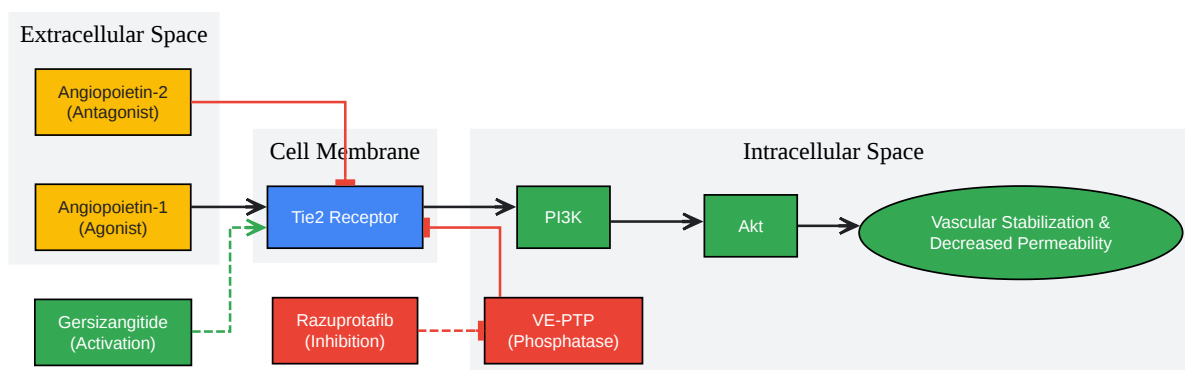 Extracellular Space
Angiopoietin-2
(Antagonist)
Cell Membrane
Intracellular Space
Angiopoietin-1
(Agonist)
Tie2 Receptor
PI3K
Akt
Vascular Stabilization &
Decreased Permeability
Gersizangitide
(Activation)
Razuprotafib
(Inhibition)
VE-PTP
(Phosphatase)